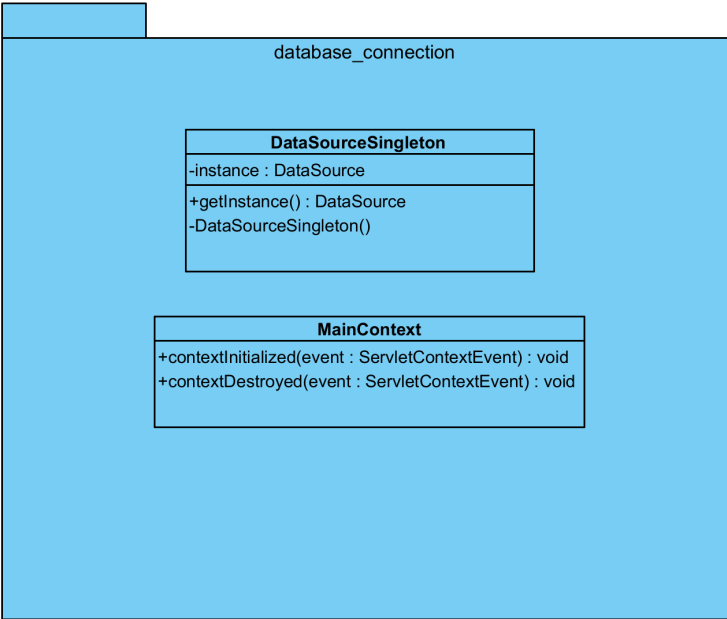 database_connection
DataSourceSingleton
-instance : DataSource
+getInstance() : DataSource
-DataSourceSingleton()
MainContext
+contextInitialized(event : ServletContextEvent) : void
+contextDestroyed(event : ServletContextEvent) : void